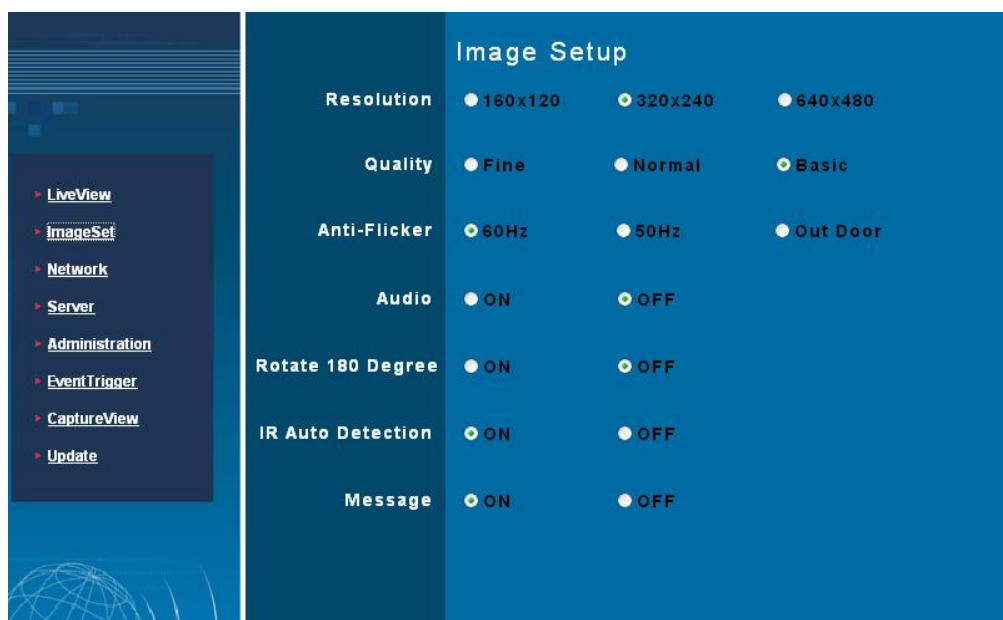 LiveView
ImageSet
Network
Server
Administration
EventTrigger
CaptureView
Update
Image Setup
Resolution 160x120 320x240 640x480
Quality Fine Normal Basic
Anti-Flicker 60Hz 50Hz Out Door
Audio ON OFF
Rotate 180 Degree ON OFF
IR Auto Detection ON OFF
Message ON OFF